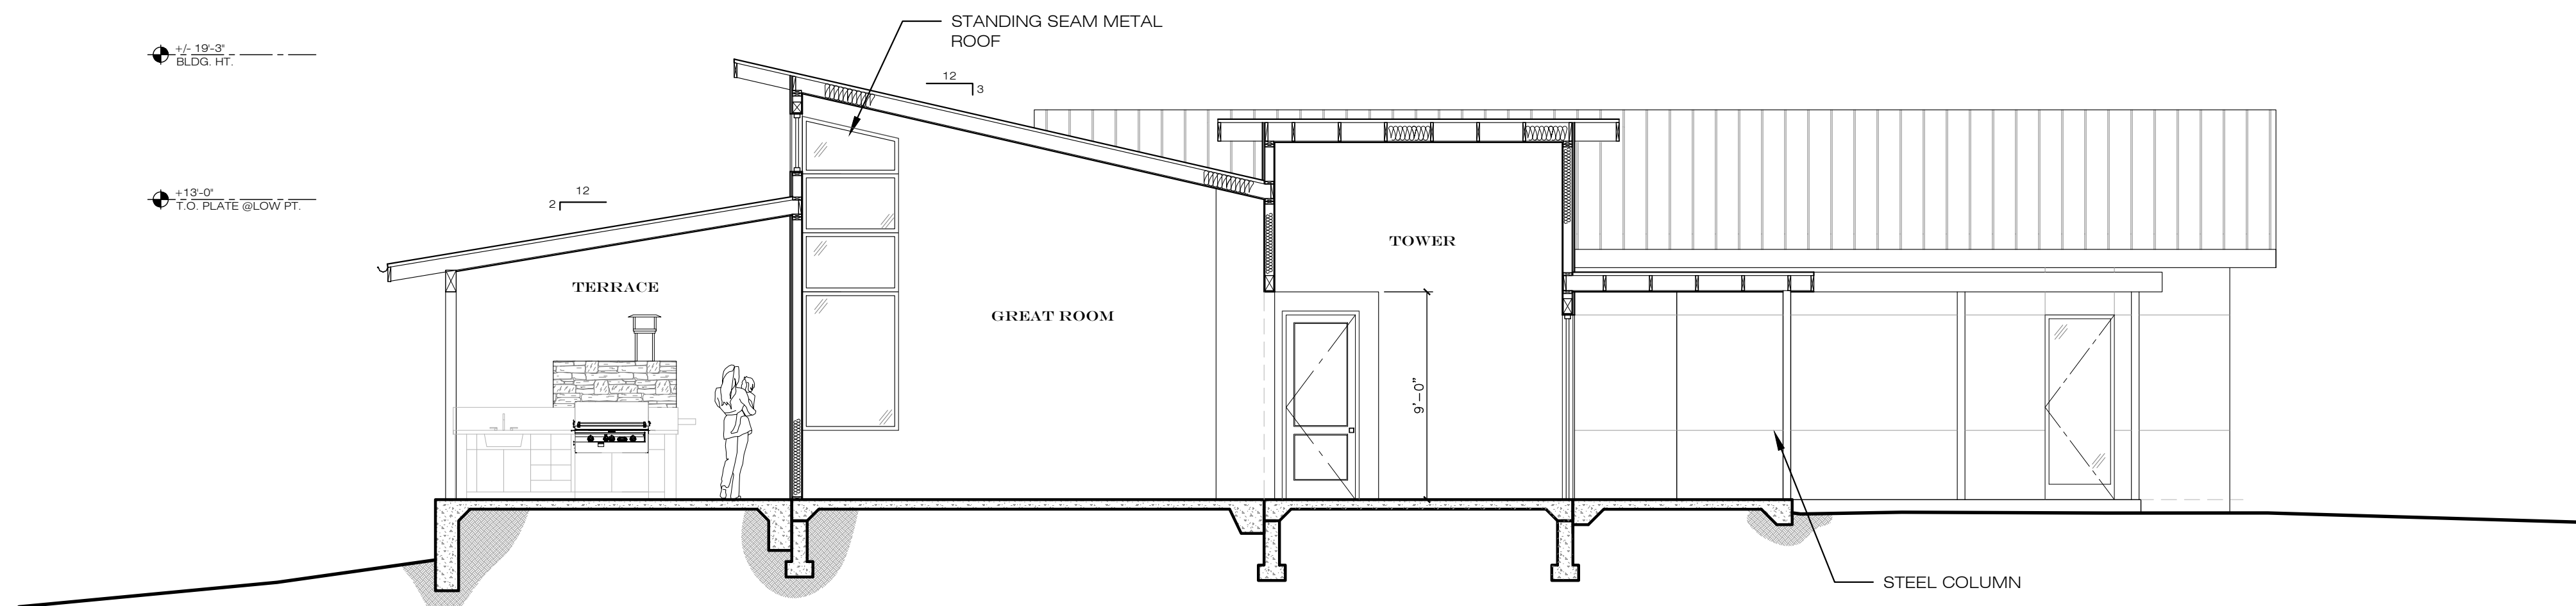 STANDING SEAM METAL
ROOF
+/- 19'-3"
BLDG. HT.
12
3
+13'-0"
T.O. PLATE @LOW PT.
12
2
TOWER
TERRACE
GREAT ROOM
9'-0"
STEEL COLUMN